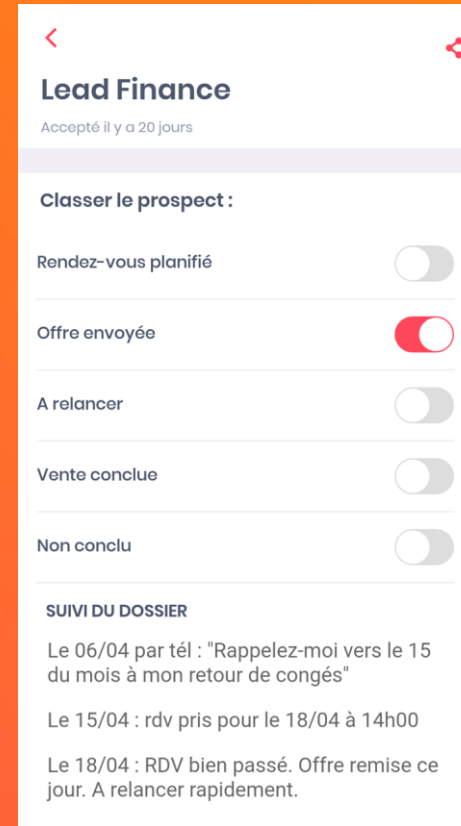 Lead Finance
Accepté il y a 20 jours
Classer le prospect :
Rendez-vous planifié
Offre envoyée
A relancer
Vente conclue
Non conclu
SUIVI DU DOSSIER
Le 06/04 par tél : "Rappelez-moi vers le 15
du mois à mon retour de congés"
Le 15/04 : rdv pris pour le 18/04 à 14h00
Le 18/04 : RDV bien passé. Offre remise ce
jour. A relancer rapidement.